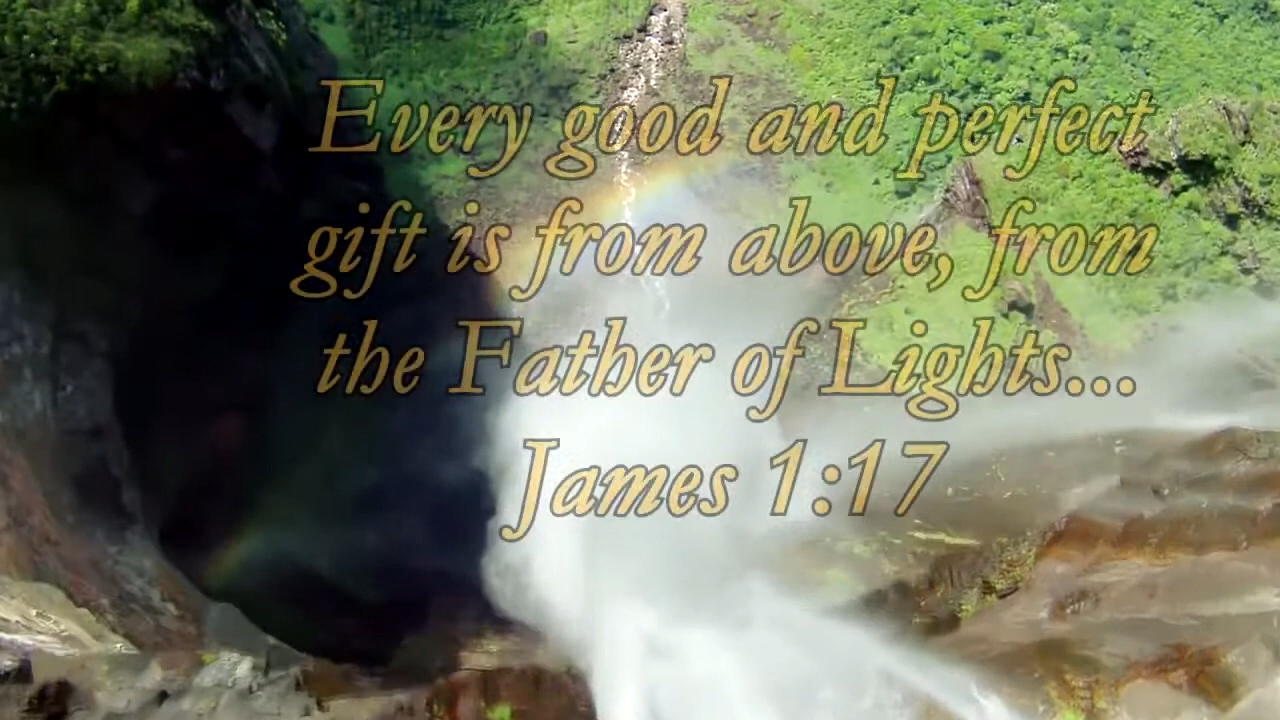 Every good and perfect
gift is from above, from
the Father of Lights...
James 1:17